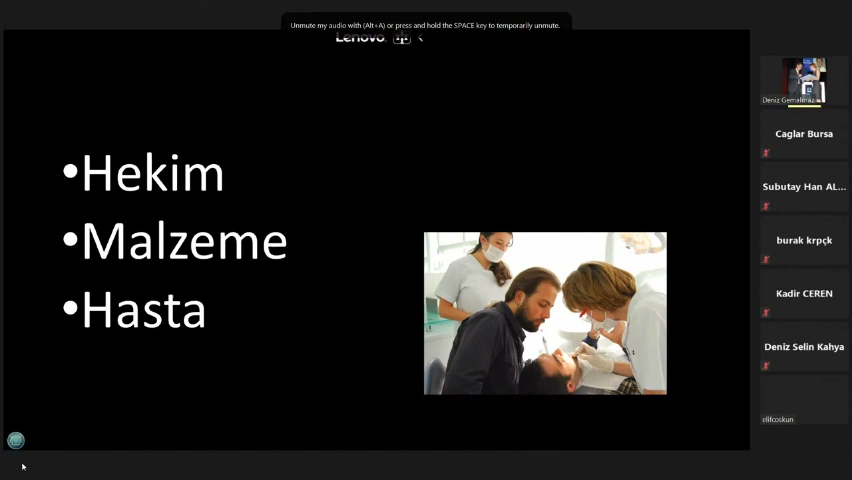 Unmute my audio with (Alt+A) or press and hold the SPACE key to temporarily unmute.
Lenovo
•Hekim
•Malzeme
•Hasta
Deniz Gemalmaz
Caglar Bursa
Subutay Han AL...
burak krpçk
Kadir CEREN
Deniz Selin Kahya
elifcoskun